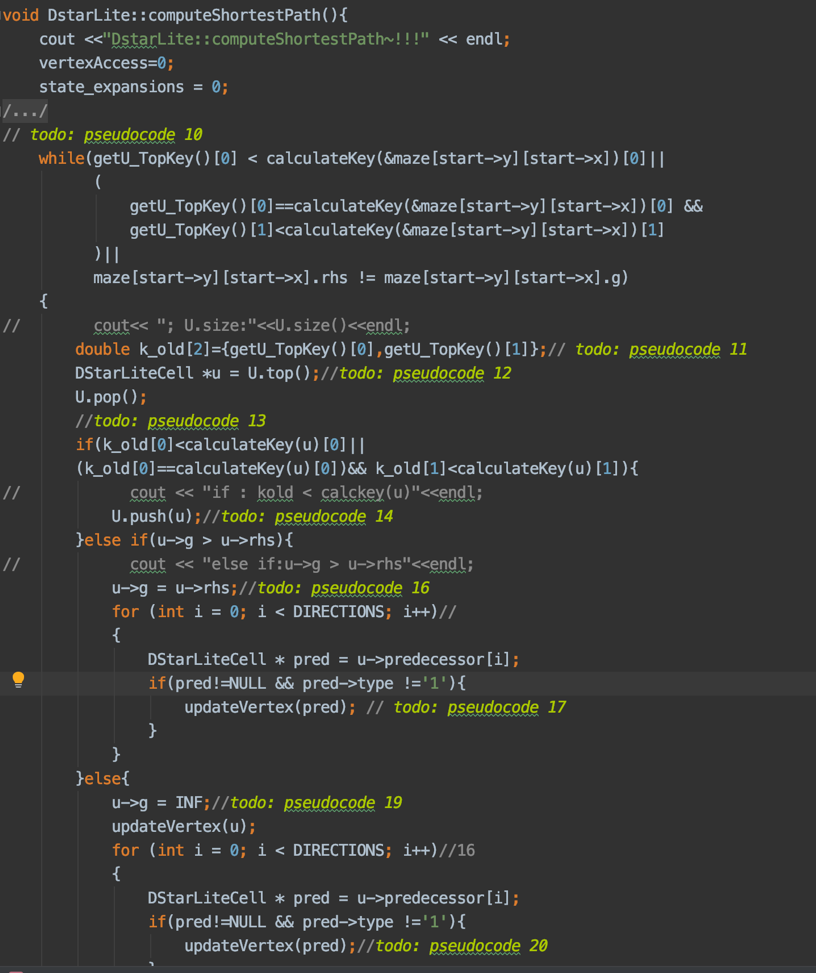 void DstarLite::computeShortestPath(){
    cout <<"DstarLite::computeShortestPath~!!!" << endl;
    vertexAccess=0;
    state_expansions = 0;
/.../
// todo: pseudocode 10
    while(getU_TopKey()[0] < calculateKey(&maze[start->y][start->x])[0]||
          (
              getU_TopKey()[0]==calculateKey(&maze[start->y][start->x])[0] &&
              getU_TopKey()[1]<calculateKey(&maze[start->y][start->x])[1]
          )||
          maze[start->y][start->x].rhs != maze[start->y][start->x].g)
    {
//        cout<< "; U.size:"<<U.size()<<endl;
        double k_old[2]={getU_TopKey()[0],getU_TopKey()[1]};// todo: pseudocode 11
        DStarLiteCell *u = U.top();//todo: pseudocode 12
        U.pop();
        //todo: pseudocode 13
        if(k_old[0]<calculateKey(u)[0]||
        (k_old[0]==calculateKey(u)[0])&& k_old[1]<calculateKey(u)[1]){
//            cout << "if : kold < calckey(u)"<<endl;
            U.push(u);//todo: pseudocode 14
        }else if(u->g > u->rhs){
//            cout << "else if:u->g > u->rhs"<<endl;
            u->g = u->rhs;//todo: pseudocode 16
            for (int i = 0; i < DIRECTIONS; i++)//
            {
                DStarLiteCell * pred = u->predecessor[i];
                if(pred!=NULL && pred->type !='1'){
                    updateVertex(pred); // todo: pseudocode 17
                }
            }
        }else{
            u->g = INF;//todo: pseudocode 19
            updateVertex(u);
            for (int i = 0; i < DIRECTIONS; i++)//16
            {
                DStarLiteCell * pred = u->predecessor[i];
                if(pred!=NULL && pred->type !='1'){
                    updateVertex(pred);//todo: pseudocode 20